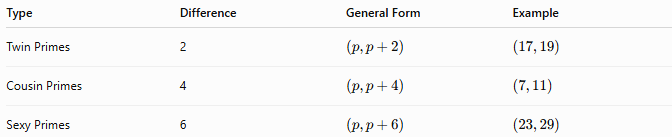 Type Difference General Form Example
Twin Primes 2 (p, p + 2) (17, 19)
Cousin Primes 4 (p, p + 4) (7, 11)
Sexy Primes 6 (p, p + 6) (23, 29)